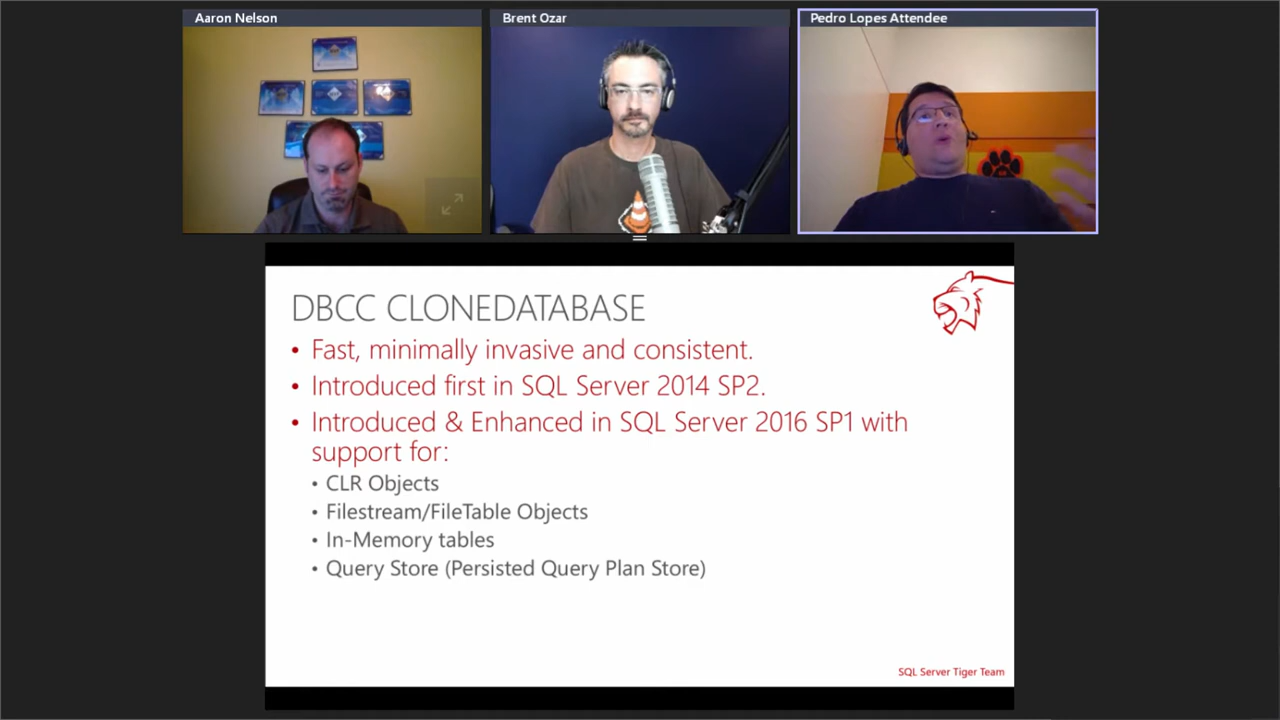 Aaron Nelson
Brent Ozar
Pedro Lopes Attendee
DBCC CLONEDATABASE
• Fast, minimally invasive and consistent.
• Introduced first in SQL Server 2014 SP2.
• Introduced & Enhanced in SQL Server 2016 SP1 with
support for:
• CLR Objects
• Filestream/FileTable Objects
• In-Memory tables
• Query Store (Persisted Query Plan Store)
SQL Server Tiger Team